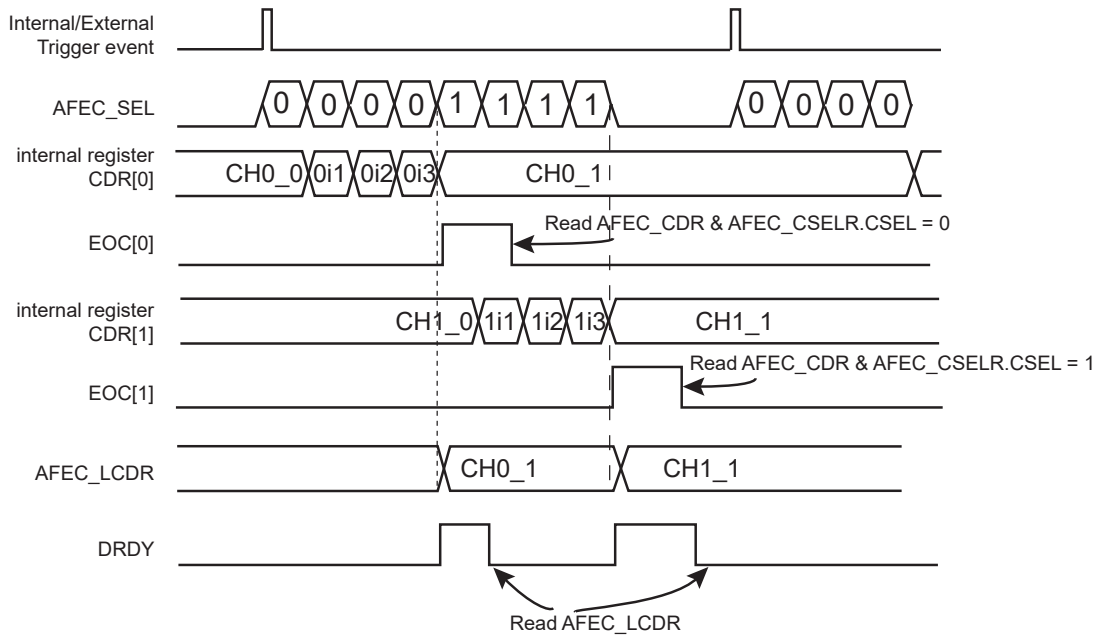 Internal/External
Trigger event
AFEC_SEL 0 0 0 0 1 1 1 1 0 0 0 0
internal register
CDR[0]
CH0_0 0i1 0i2 0i3 CH0_1
EOC[0]
Read AFEC_CDR & AFEC_CSELR.CSEL = 0
internal register
CDR[1]
CH1_0 1i1 1i2 1i3 CH1_1
Read AFEC_CDR & AFEC_CSELR.CSEL = 1
EOC[1]
AFEC_LCDR CH0_1 CH1_1
DRDY
Read AFEC_LCDR